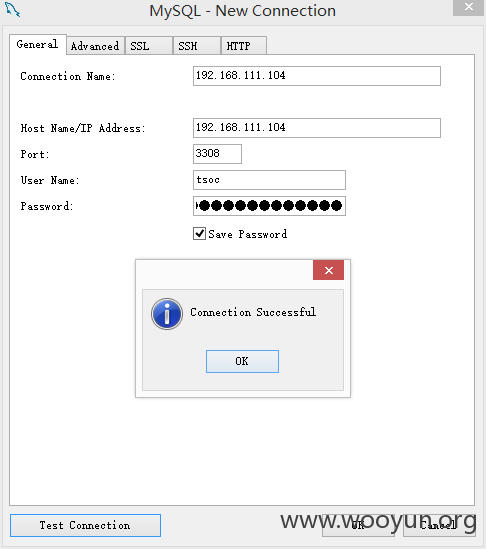 MySQL - New Connection
General Advanced SSL SSH HTTP
Connection Name: 192.168.111.104
Host Name/IP Address: 192.168.111.104
Port: 3308
User Name: tsoc
Password: ●●●●●●●●●●●●
Save Password
Connection Successful
OK
Test Connection OK Cancel
www.wooyun.org